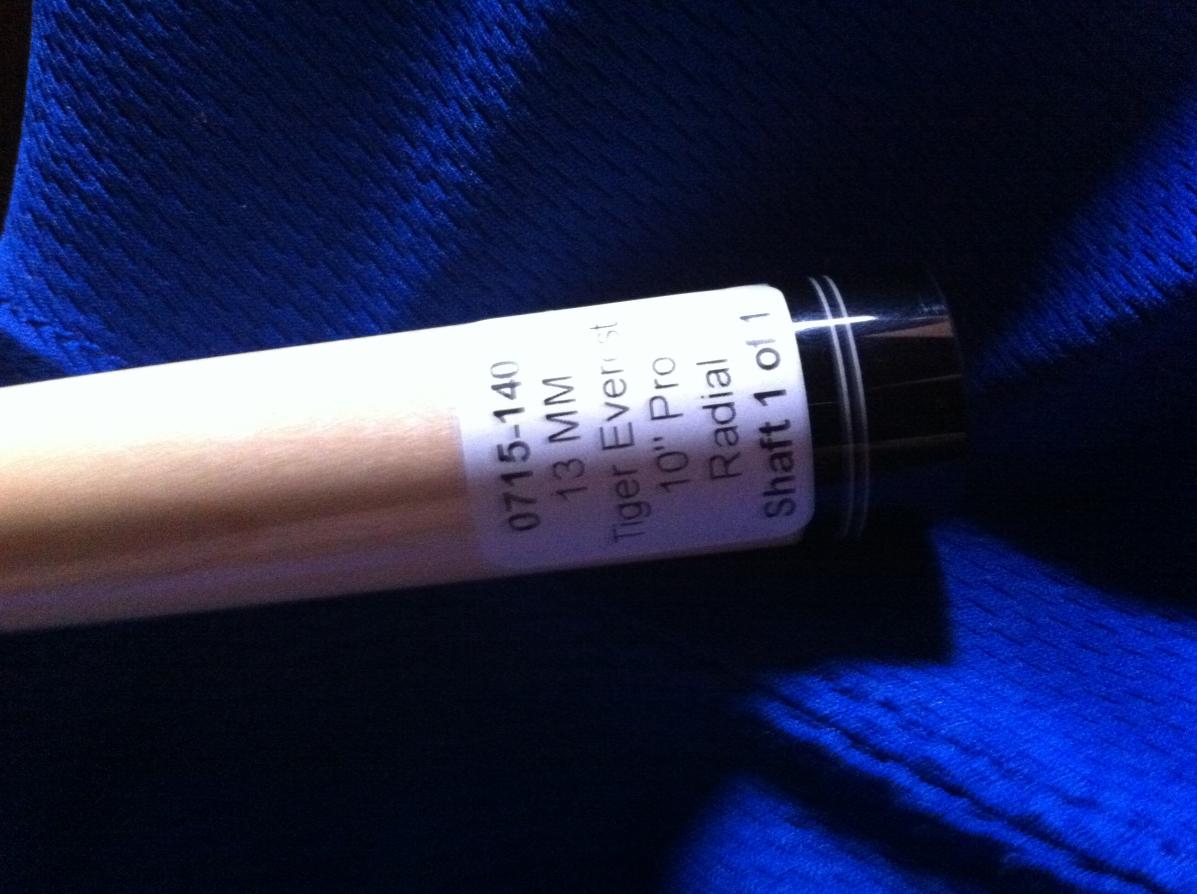 0715-140
13 MM
Tiger Everest
10" Pro
Radial
Shaft 1 of 1